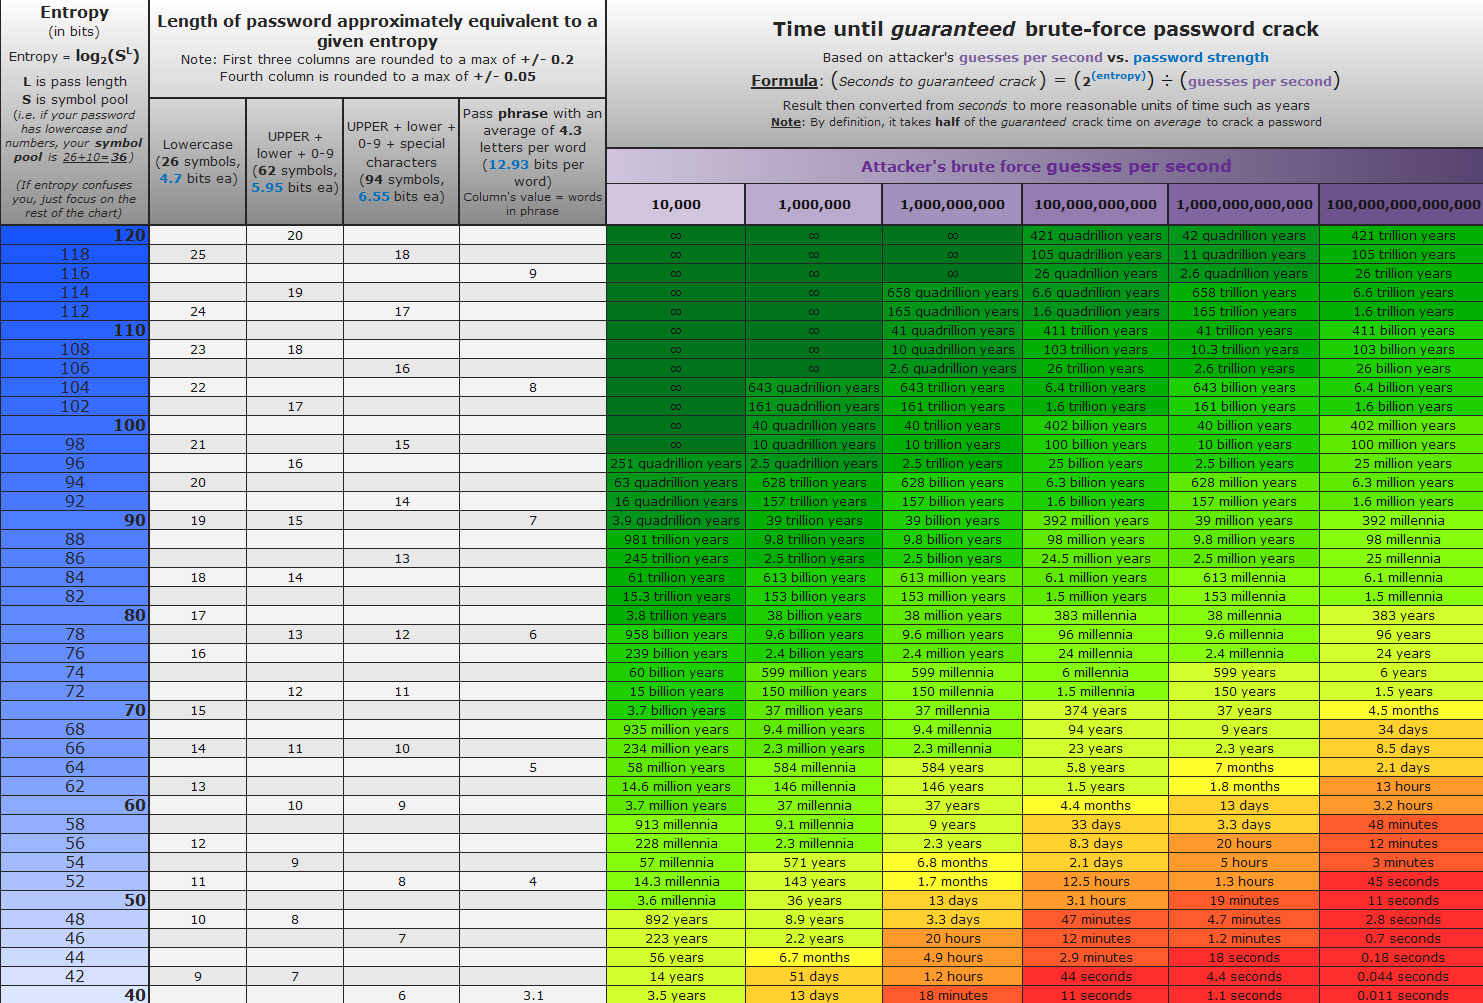 Entropy
(in bits)
Entropy = log₂(Sᴸ)
L is pass length
S is symbol pool
(i.e. if your password
has lowercase and
numbers, your symbol
pool is 26+10=36)
(If entropy confuses
you, just focus on the
rest of the chart)
Length of password approximately equivalent to a
given entropy
Note: First three columns are rounded to a max of +/- 0.2
Fourth column is rounded to a max of +/- 0.05
Lowercase
(26 symbols,
4.7 bits ea)
UPPER +
lower + 0-9
(62 symbols,
5.95 bits ea)
UPPER + lower +
0-9 + special
characters
(94 symbols,
6.55 bits ea)
Pass phrase with an
average of 4.3
letters per word
(12.93 bits per
word)
Column's value = words
in phrase
Time until guaranteed brute-force password crack
Based on attacker's guesses per second vs. password strength
Formula: (Seconds to guaranteed crack) = (2^(entropy)) ÷ (guesses per second)
Result then converted from seconds to more reasonable units of time such as years
Note: By definition, it takes half of the guaranteed crack time on average to crack a password
Attacker's brute force guesses per second
10,000 1,000,000 1,000,000,000 100,000,000,000 1,000,000,000,000 100,000,000,000,000
120 20 ∞ ∞ ∞ 421 quadrillion years 42 quadrillion years 421 trillion years
118 25 18 ∞ ∞ ∞ 105 quadrillion years 11 quadrillion years 105 trillion years
116 9 ∞ ∞ ∞ 26 quadrillion years 2.6 quadrillion years 26 trillion years
114 19 ∞ ∞ 658 quadrillion years 6.6 quadrillion years 658 trillion years 6.6 trillion years
112 24 17 ∞ ∞ 165 quadrillion years 1.6 quadrillion years 165 trillion years 1.6 trillion years
110 ∞ ∞ 41 quadrillion years 411 trillion years 41 trillion years 411 billion years
108 23 18 ∞ ∞ 10 quadrillion years 103 trillion years 10.3 trillion years 103 billion years
106 16 ∞ ∞ 2.6 quadrillion years 26 trillion years 2.6 trillion years 26 billion years
104 22 8 ∞ 643 quadrillion years 643 trillion years 6.4 trillion years 643 billion years 6.4 billion years
102 17 ∞ 161 quadrillion years 161 trillion years 1.6 trillion years 161 billion years 1.6 billion years
100 ∞ 40 quadrillion years 40 trillion years 402 billion years 40 billion years 402 million years
98 21 15 ∞ 10 quadrillion years 10 trillion years 100 billion years 10 billion years 100 million years
96 16 251 quadrillion years 2.5 quadrillion years 2.5 trillion years 25 billion years 2.5 billion years 25 million years
94 20 63 quadrillion years 628 trillion years 628 billion years 6.3 billion years 628 million years 6.3 million years
92 14 16 quadrillion years 157 trillion years 157 billion years 1.6 billion years 157 million years 1.6 million years
90 19 15 7 3.9 quadrillion years 39 trillion years 39 billion years 392 million years 39 million years 392 millennia
88 981 trillion years 9.8 trillion years 9.8 billion years 98 million years 9.8 million years 98 millennia
86 13 245 trillion years 2.5 trillion years 2.5 billion years 24.5 million years 2.5 million years 25 millennia
84 18 14 61 trillion years 613 billion years 613 million years 6.1 million years 613 millennia 6.1 millennia
82 15.3 trillion years 153 billion years 153 million years 1.5 million years 153 millennia 1.5 millennia
80 17 3.8 trillion years 38 billion years 38 million years 383 millennia 38 millennia 383 years
78 13 12 6 958 billion years 9.6 billion years 9.6 million years 96 millennia 9.6 millennia 96 years
76 16 239 billion years 2.4 billion years 2.4 million years 24 millennia 2.4 millennia 24 years
74 60 billion years 599 million years 599 millennia 6 millennia 599 years 6 years
72 12 11 15 billion years 150 million years 150 millennia 1.5 millennia 150 years 1.5 years
70 15 3.7 billion years 37 million years 37 millennia 374 years 37 years 4.5 months
68 935 million years 9.4 million years 9.4 millennia 94 years 9 years 34 days
66 14 11 10 234 million years 2.3 million years 2.3 millennia 23 years 2.3 years 8.5 days
64 5 58 million years 584 millennia 584 years 5.8 years 7 months 2.1 days
62 13 14.6 million years 146 millennia 146 years 1.5 years 1.8 months 13 hours
60 10 9 3.7 million years 37 millennia 37 years 4.4 months 13 days 3.2 hours
58 913 millennia 9.1 millennia 9 years 33 days 3.3 days 48 minutes
56 12 228 millennia 2.3 millennia 2.3 years 8.3 days 20 hours 12 minutes
54 9 57 millennia 571 years 6.8 months 2.1 days 5 hours 3 minutes
52 11 8 4 14.3 millennia 143 years 1.7 months 12.5 hours 1.3 hours 45 seconds
50 3.6 millennia 36 years 13 days 3.1 hours 19 minutes 11 seconds
48 10 8 892 years 8.9 years 3.3 days 47 minutes 4.7 minutes 2.8 seconds
46 7 223 years 2.2 years 20 hours 12 minutes 1.2 minutes 0.7 seconds
44 56 years 6.7 months 4.9 hours 2.9 minutes 18 seconds 0.18 seconds
42 9 7 14 years 51 days 1.2 hours 44 seconds 4.4 seconds 0.044 seconds
40 6 3.1 3.5 years 13 days 18 minutes 11 seconds 1.1 seconds 0.011 seconds